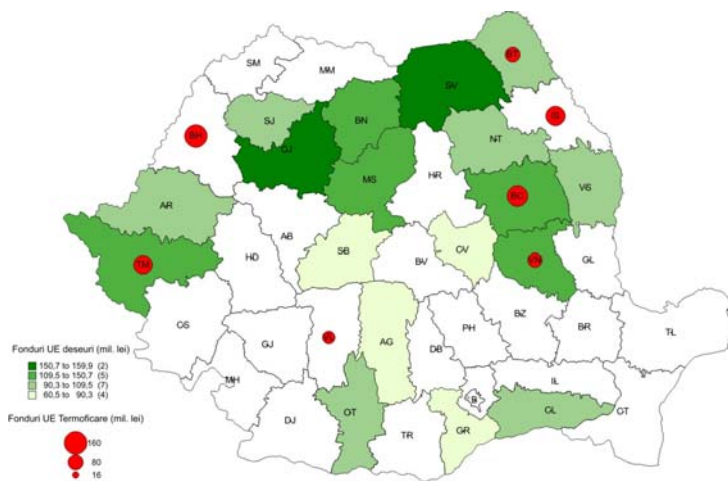 SM
MM
BT
SV
IS
SJ
BN
BH
CJ
NT
MS
HR
BC
VS
AR
AB
SB
CV
TM
HD
BV
VN
GL
CS
BZ
PH
BR
TL
GJ
VL
AG
DB
MH
IL
B
CL
CT
OT
DJ
TR
GR
Fonduri UE deseuri (mil. lei)
150,7 to 159,9 (2)
109,5 to 150,7 (5)
90,3 to 109,5 (7)
60,5 to 90,3 (4)
Fonduri UE Termoficare (mil. lei)
160
80
16